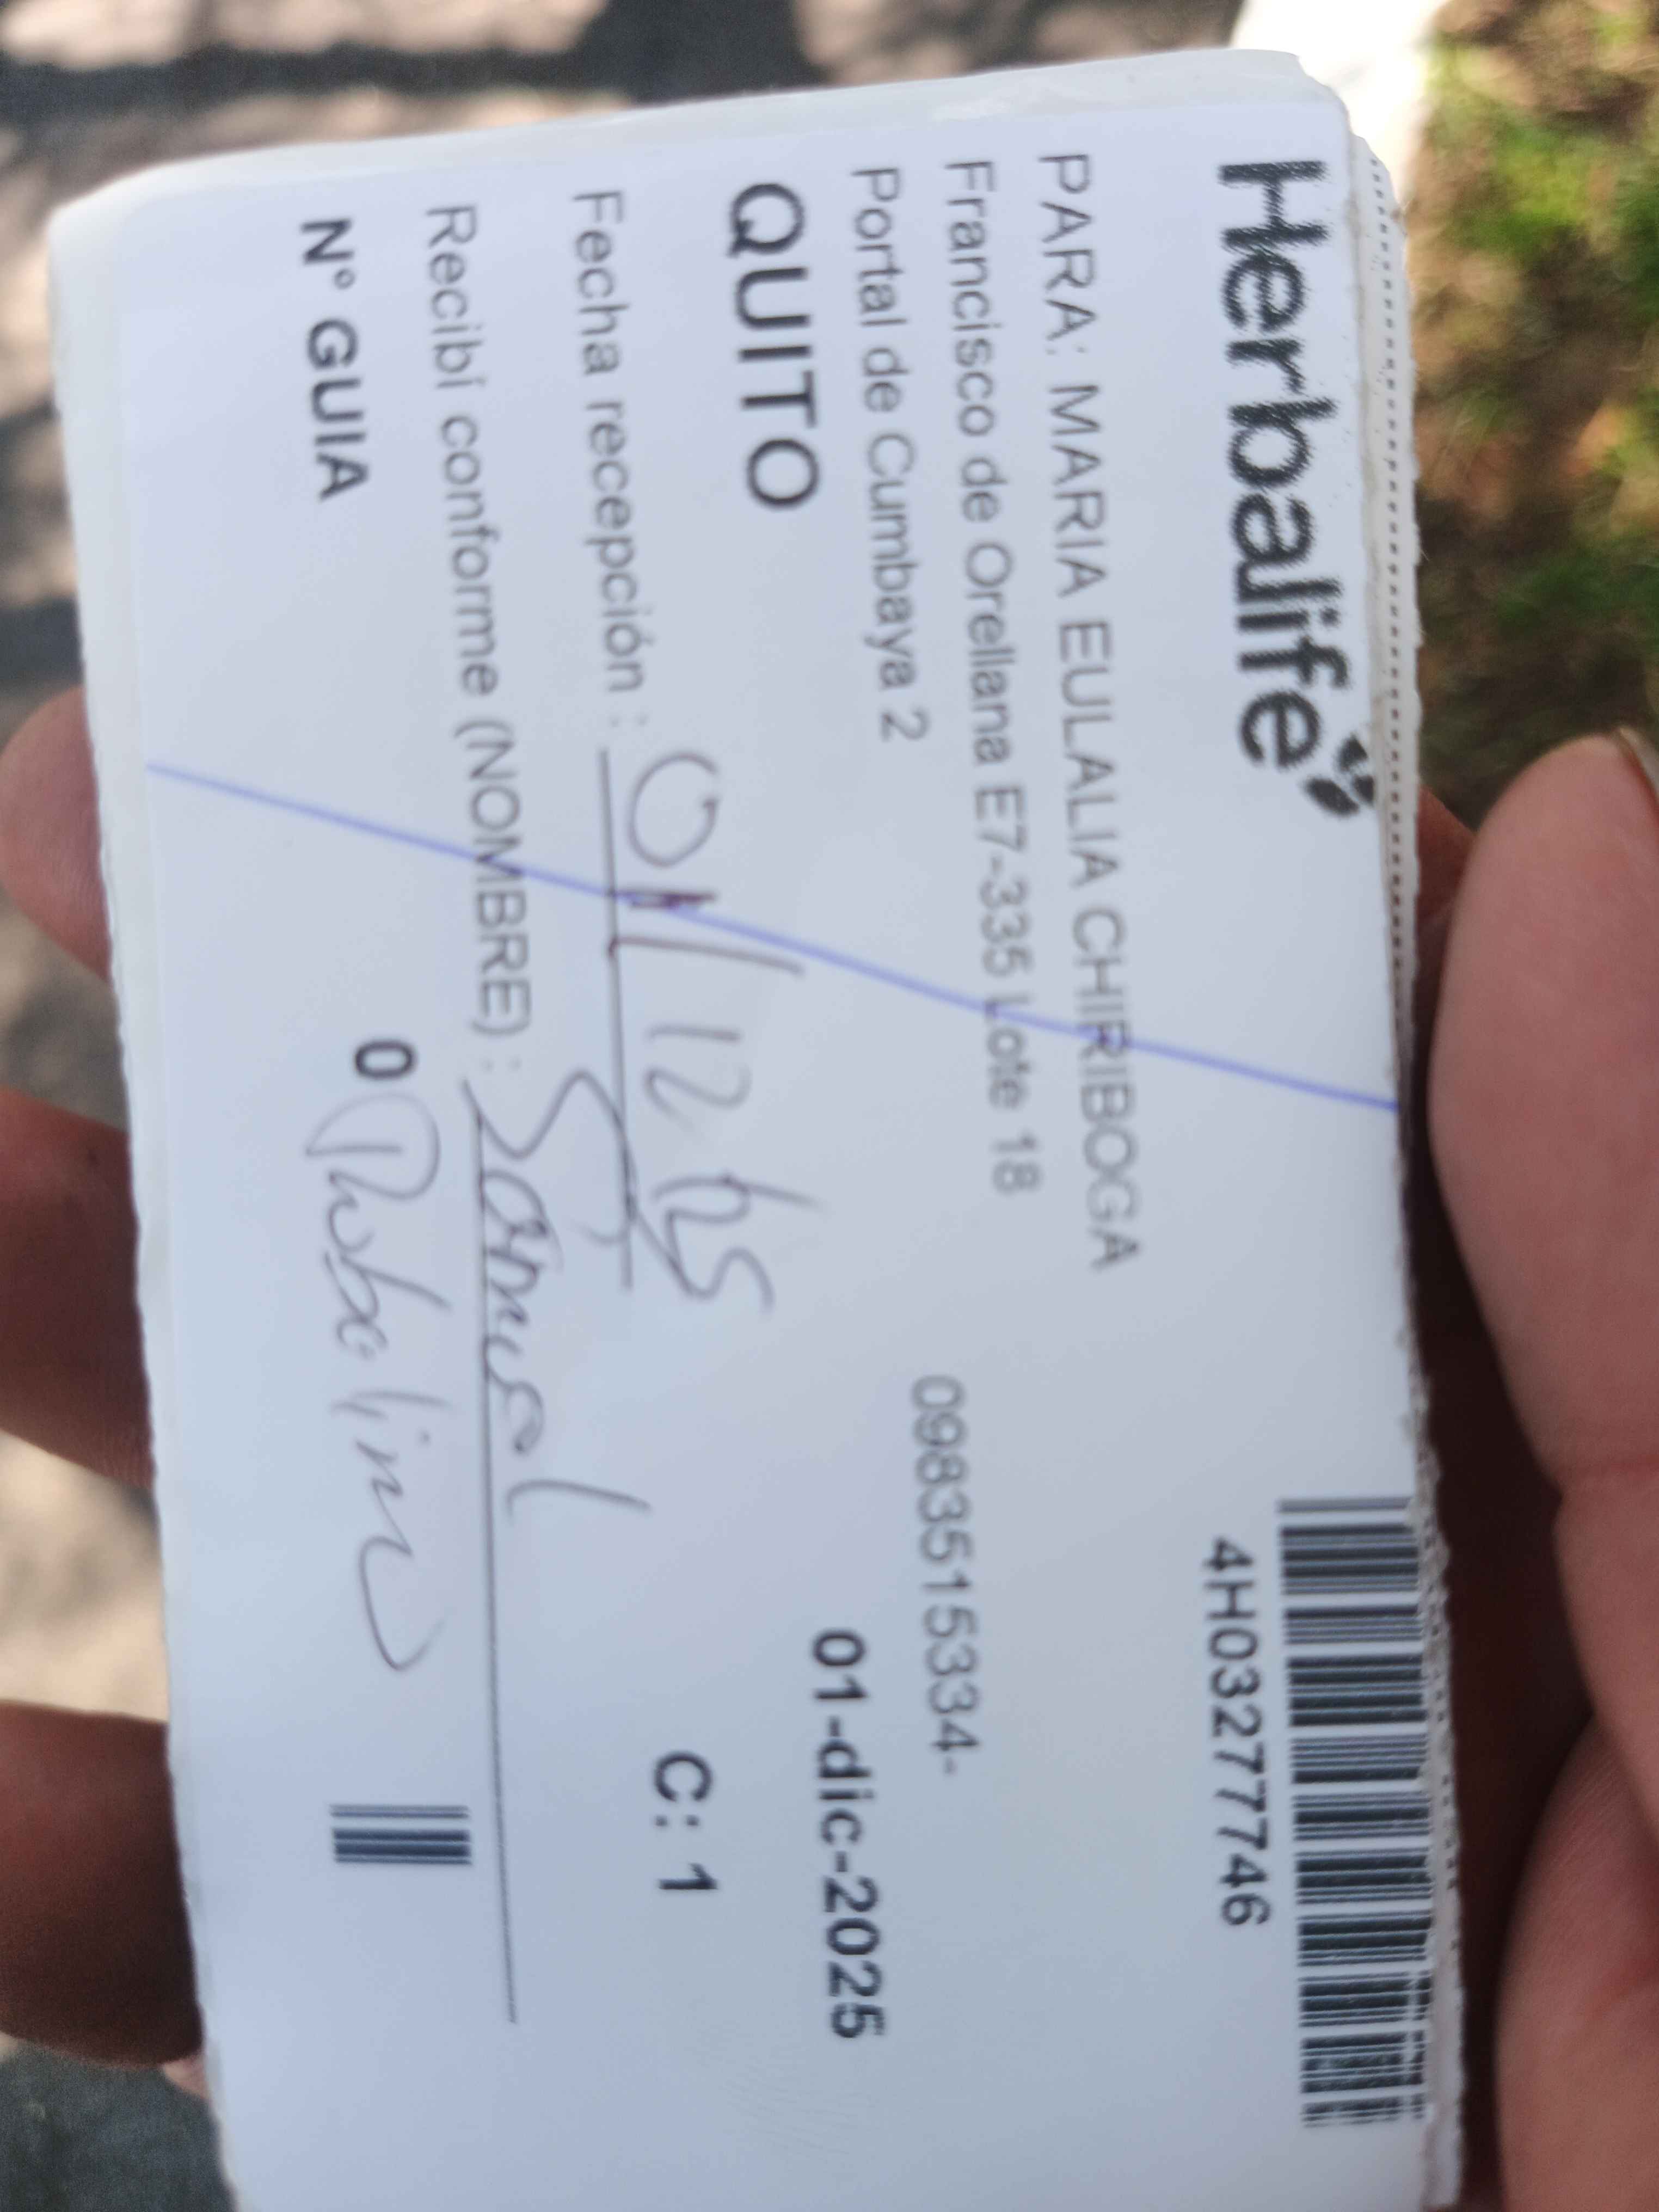 Herbalife
4H03277746
PARA: MARIA EULALIA CHIRIBOGA
Francisco de Orellana E7-335 Lote 18
0983515334-
Portal de Cumbaya 2
QUITO
01-dic-2025
Fecha recepción : 01/12/25
C: 1
Recibí conforme (NOMBRE) : Samuel
N° GUIA
0